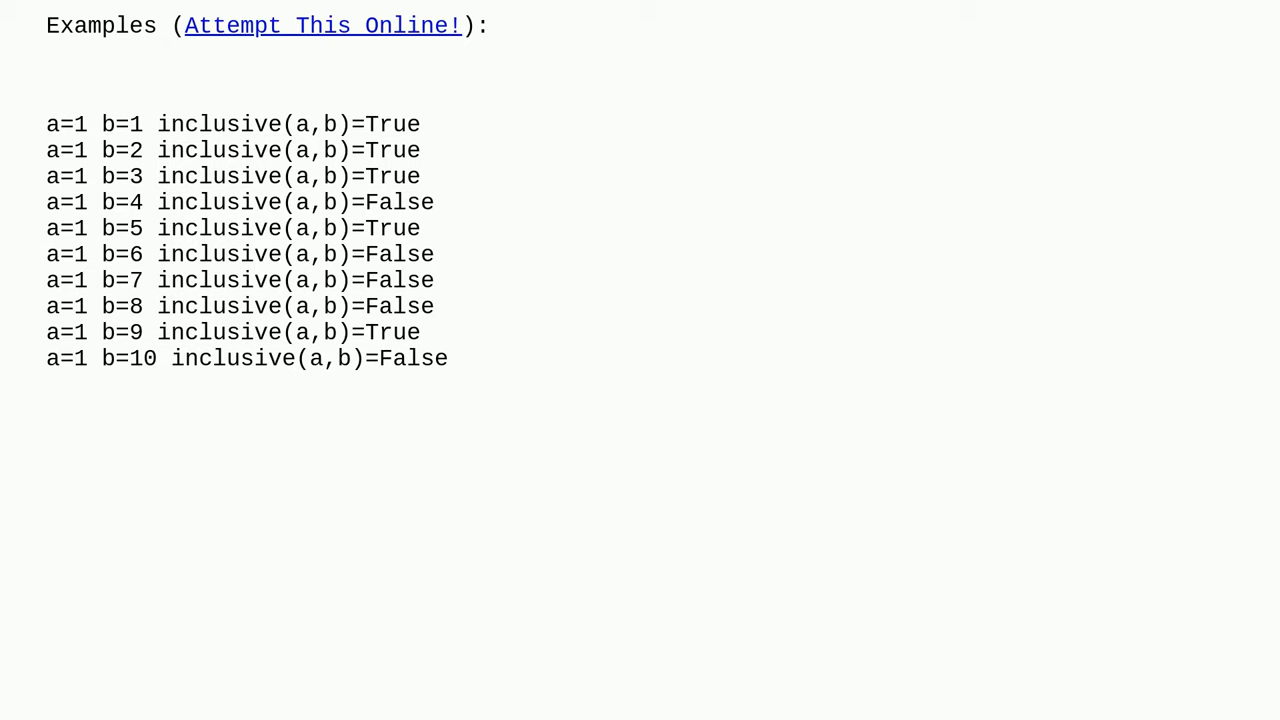 Examples (Attempt This Online!):
a=1 b=1 inclusive(a,b)=True
a=1 b=2 inclusive(a,b)=True
a=1 b=3 inclusive(a,b)=True
a=1 b=4 inclusive(a,b)=False
a=1 b=5 inclusive(a,b)=True
a=1 b=6 inclusive(a,b)=False
a=1 b=7 inclusive(a,b)=False
a=1 b=8 inclusive(a,b)=False
a=1 b=9 inclusive(a,b)=True
a=1 b=10 inclusive(a,b)=False